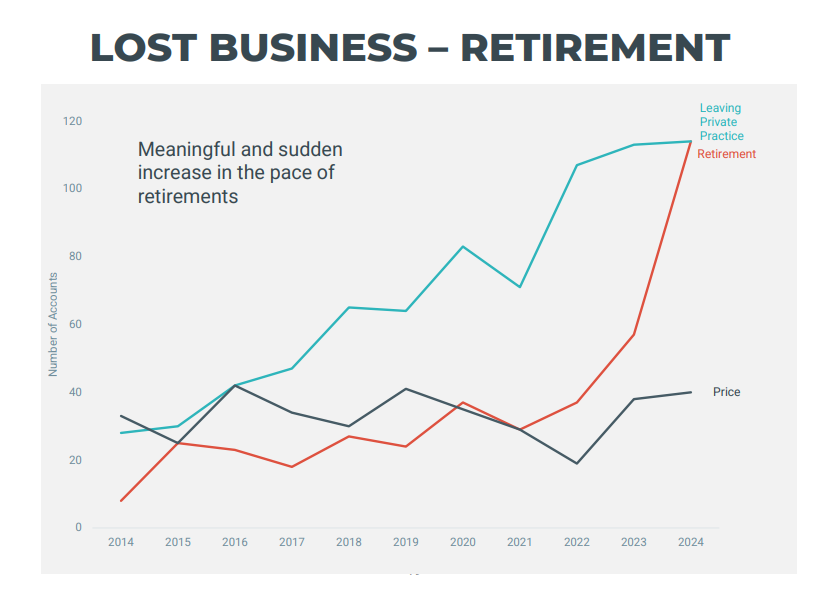 LOST BUSINESS – RETIREMENT
Leaving
Private
Practice
Retirement
Meaningful and sudden
increase in the pace of
retirements
Number of Accounts
120
100
80
60
40
20
0
Price
2014 2015 2016 2017 2018 2019 2020 2021 2022 2023 2024